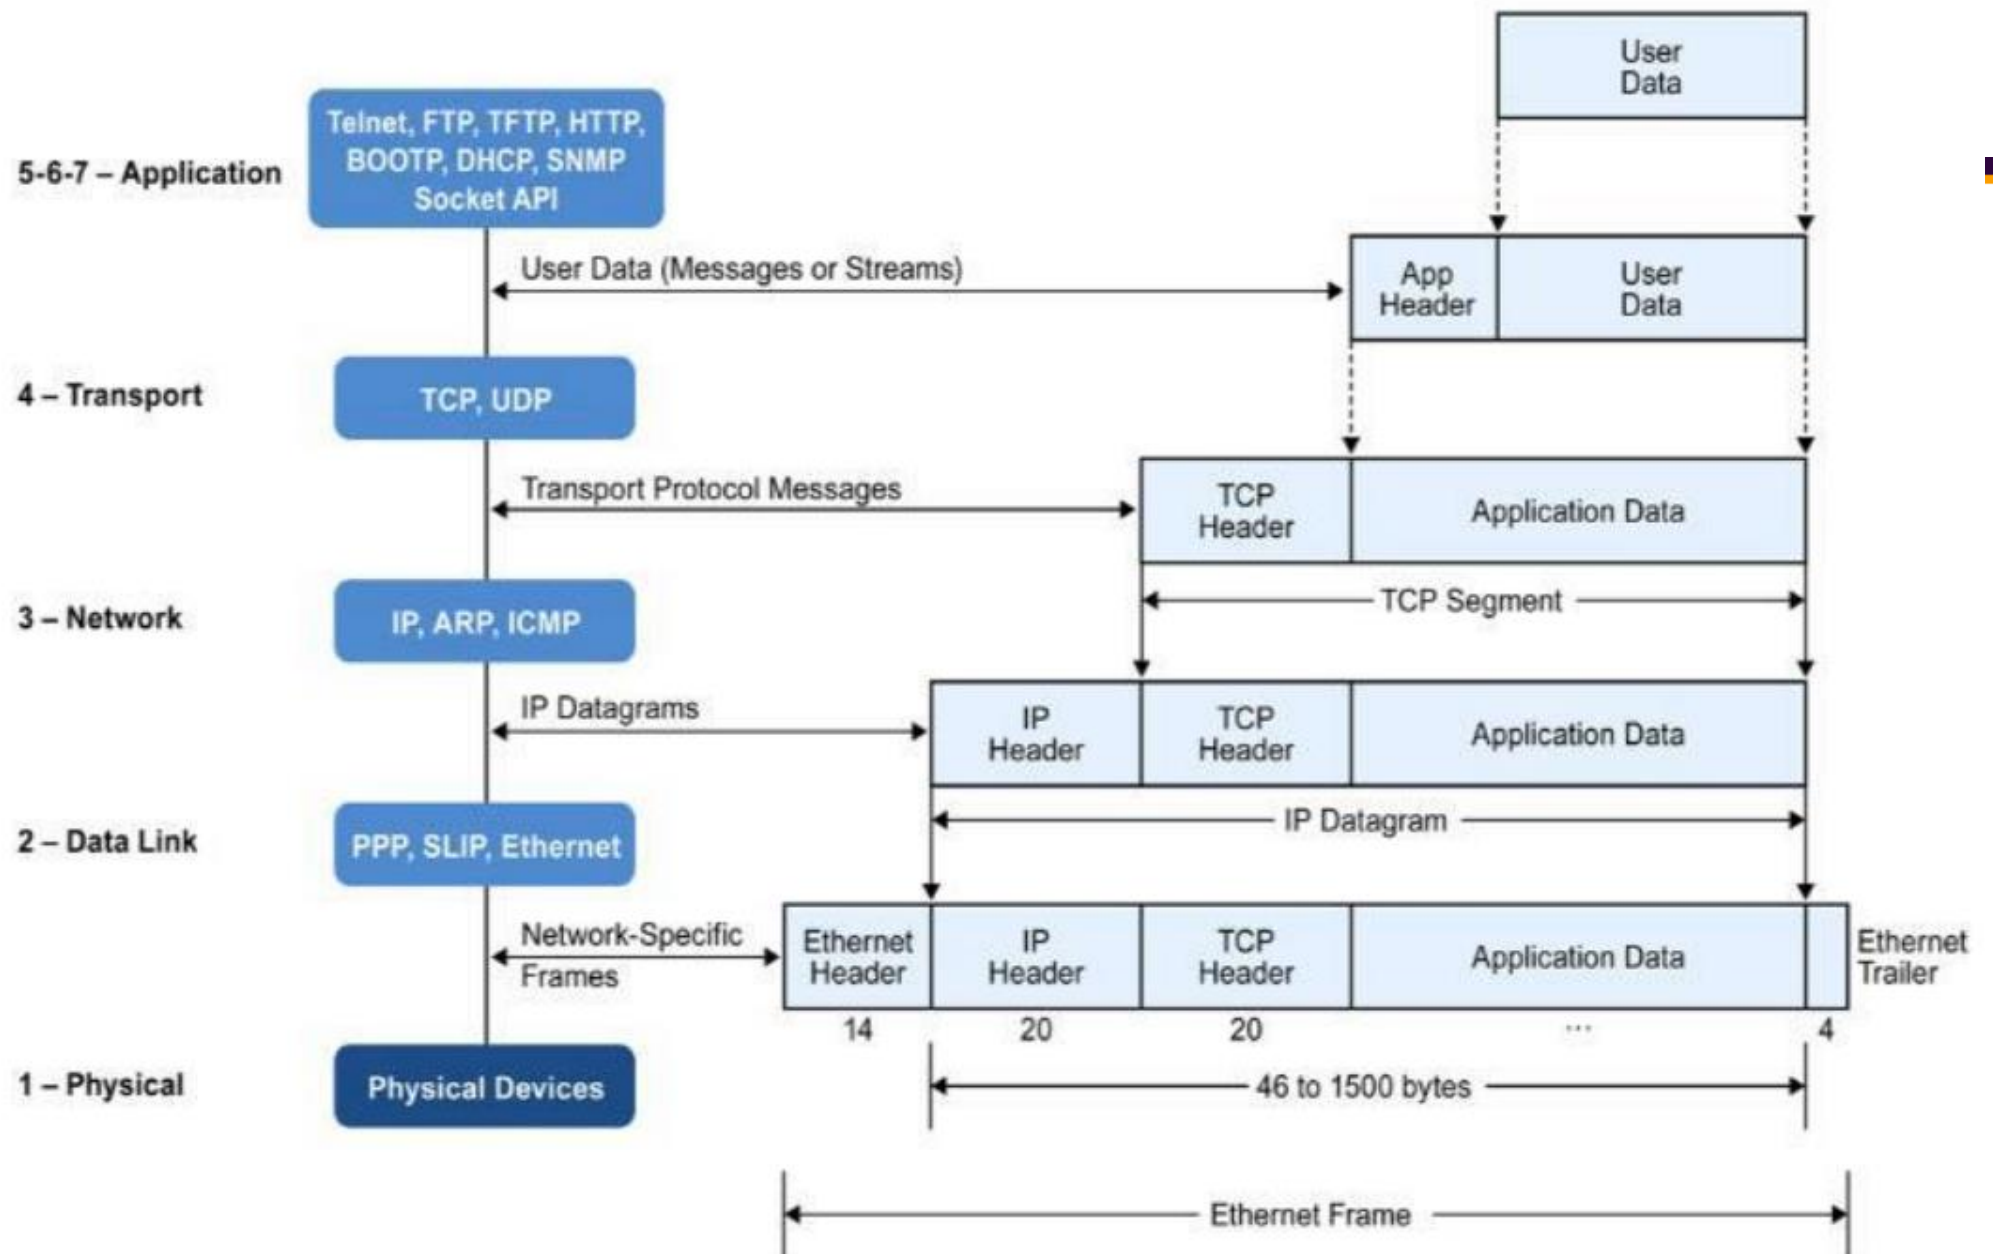 User
Data
Telnet, FTP, TFTP, HTTP,
BOOTP, DHCP, SNMP
Socket API
5-6-7 – Application
User Data (Messages or Streams)
App
Header
User
Data
4 – Transport
TCP, UDP
Transport Protocol Messages
TCP
Header
Application Data
TCP Segment
3 – Network
IP, ARP, ICMP
IP Datagrams
IP
Header
TCP
Header
Application Data
IP Datagram
2 – Data Link
PPP, SLIP, Ethernet
Network-Specific
Frames
Ethernet
Header
IP
Header
TCP
Header
Application Data
Ethernet
Trailer
14
20
20
...
4
1 – Physical
Physical Devices
46 to 1500 bytes
Ethernet Frame